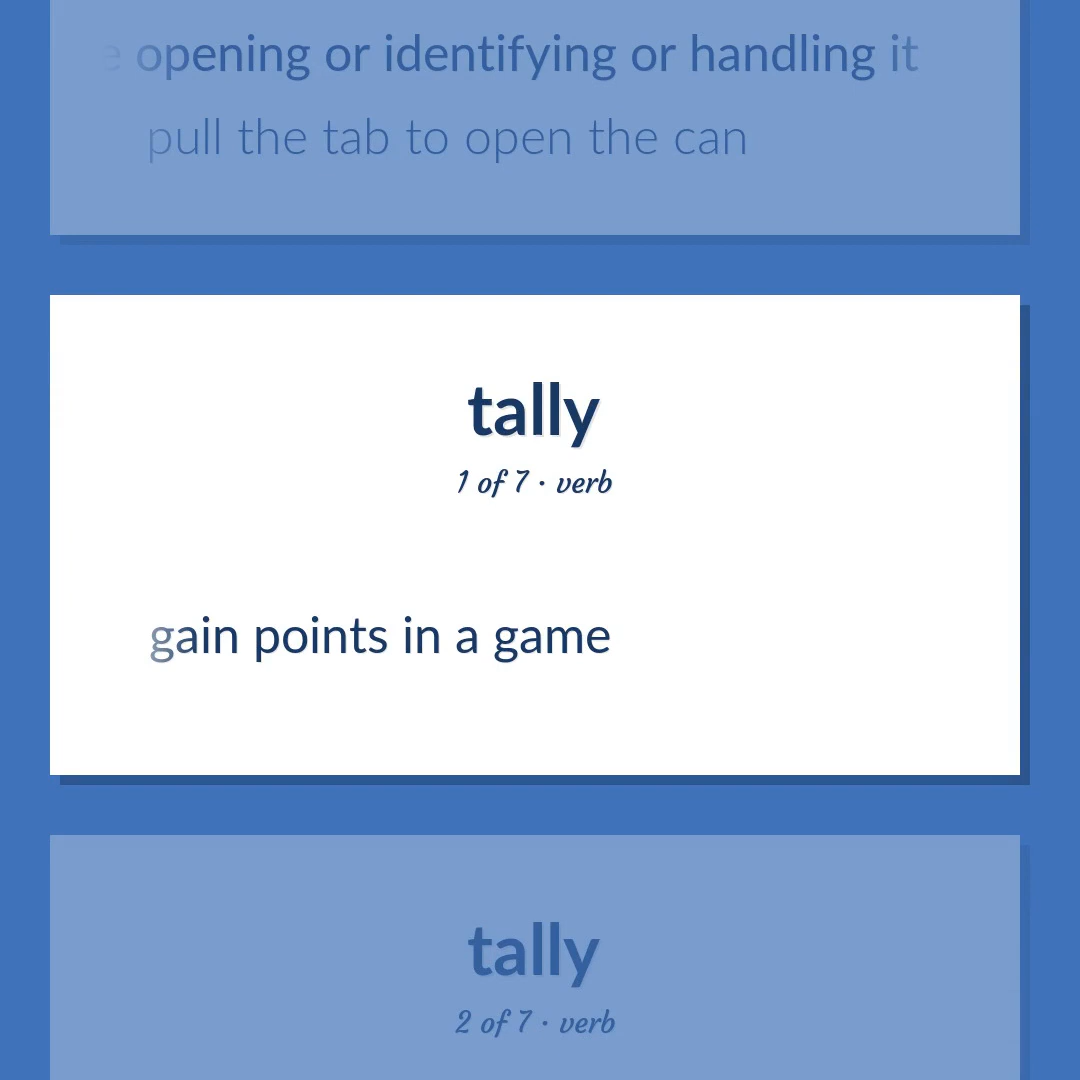 e opening or identifying or handling it
pull the tab to open the can
tally
1 of 7 · verb
gain points in a game
tally
2 of 7 · verb